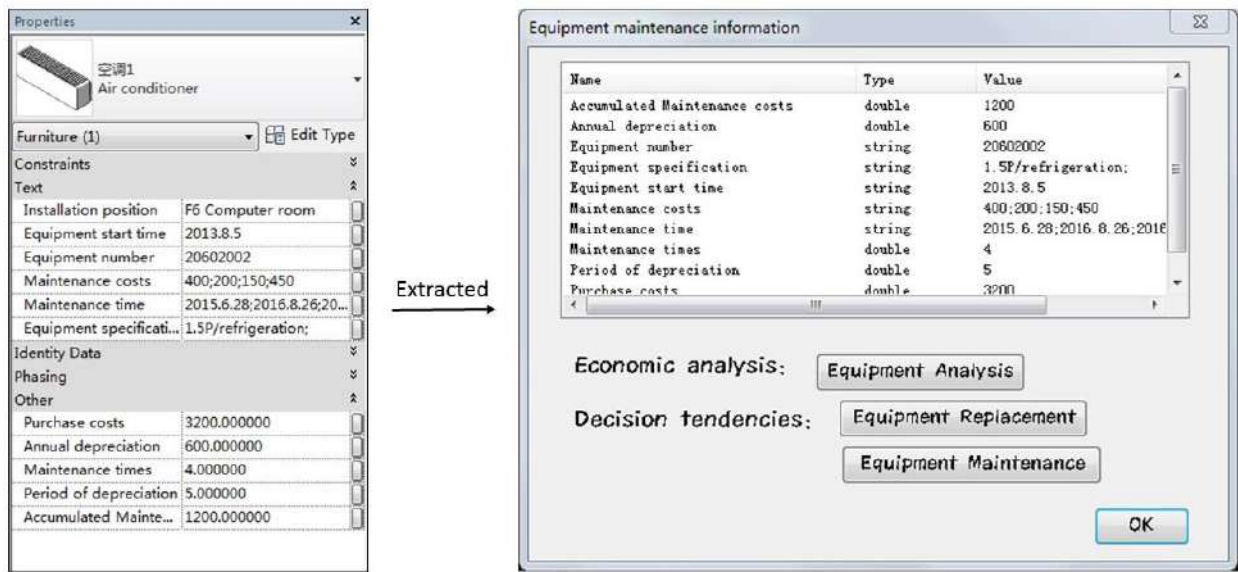 Properties
空调1
Air conditioner
Furniture (1) Edit Type
Constraints
Text
Installation position F6 Computer room
Equipment start time 2013.8.5
Equipment number 20602002
Maintenance costs 400;200;150;450
Maintenance time 2015.6.28;2016.8.26;20...
Equipment specificati... 1.5P/refrigeration;
Identity Data
Phasing
Other
Purchase costs 3200.000000
Annual depreciation 600.000000
Maintenance times 4.000000
Period of depreciation 5.000000
Accumulated Mainte... 1200.000000
Extracted
Equipment maintenance information
Name Type Value
Accumulated Maintenance costs double 1200
Annual depreciation double 600
Equipment number string 20602002
Equipment specification string 1.5P/refrigeration;
Equipment start time string 2013.8.5
Maintenance costs string 400;200;150;450
Maintenance time string 2015.6.28;2016.8.26;2016
Maintenance times double 4
Period of depreciation double 5
Purchase costs double 3200
Economic analysis: Equipment Analysis
Decision tendencies: Equipment Replacement
Equipment Maintenance
OK